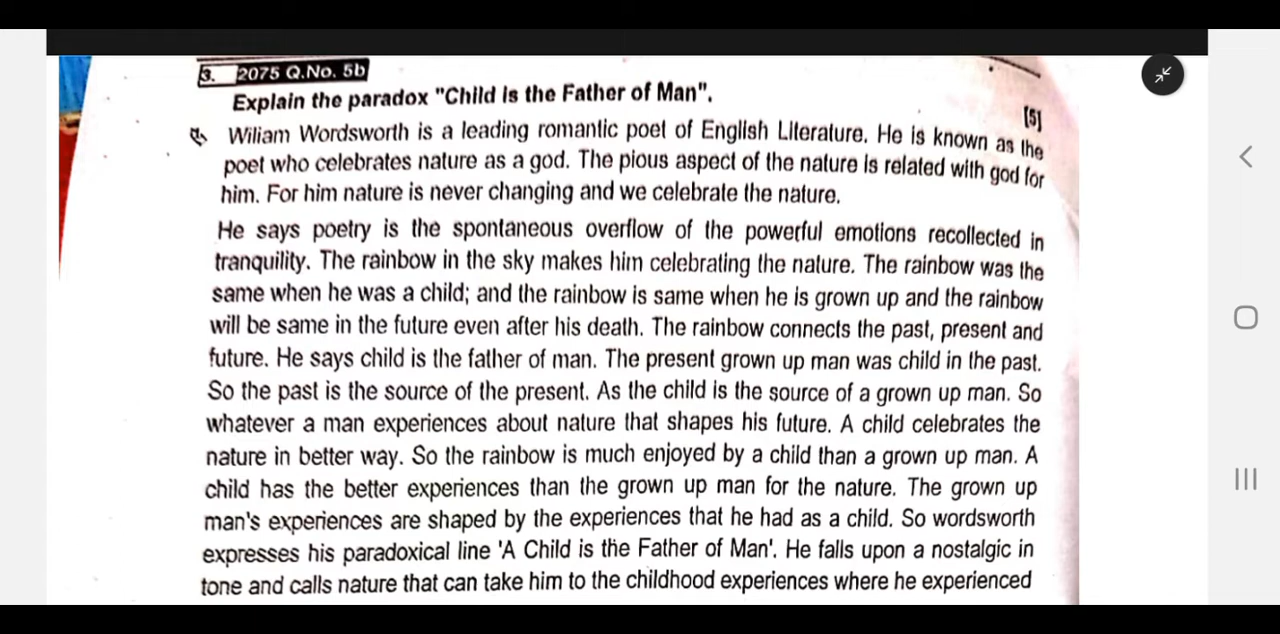 3. 2075 Q.No. 5b
Explain the paradox "Child is the Father of Man".
[5]
Wiliam Wordsworth is a leading romantic poet of English Literature. He is known as the
poet who celebrates nature as a god. The pious aspect of the nature is related with god for
him. For him nature is never changing and we celebrate the nature.
He says poetry is the spontaneous overflow of the powerful emotions recollected in
tranquility. The rainbow in the sky makes him celebrating the nature. The rainbow was the
same when he was a child; and the rainbow is same when he is grown up and the rainbow
will be same in the future even after his death. The rainbow connects the past, present and
future. He says child is the father of man. The present grown up man was child in the past.
So the past is the source of the present. As the child is the source of a grown up man. So
whatever a man experiences about nature that shapes his future. A child celebrates the
nature in better way. So the rainbow is much enjoyed by a child than a grown up man. A
child has the better experiences than the grown up man for the nature. The grown up
man's experiences are shaped by the experiences that he had as a child. So wordsworth
expresses his paradoxical line 'A Child is the Father of Man'. He falls upon a nostalgic in
tone and calls nature that can take him to the childhood experiences where he experienced